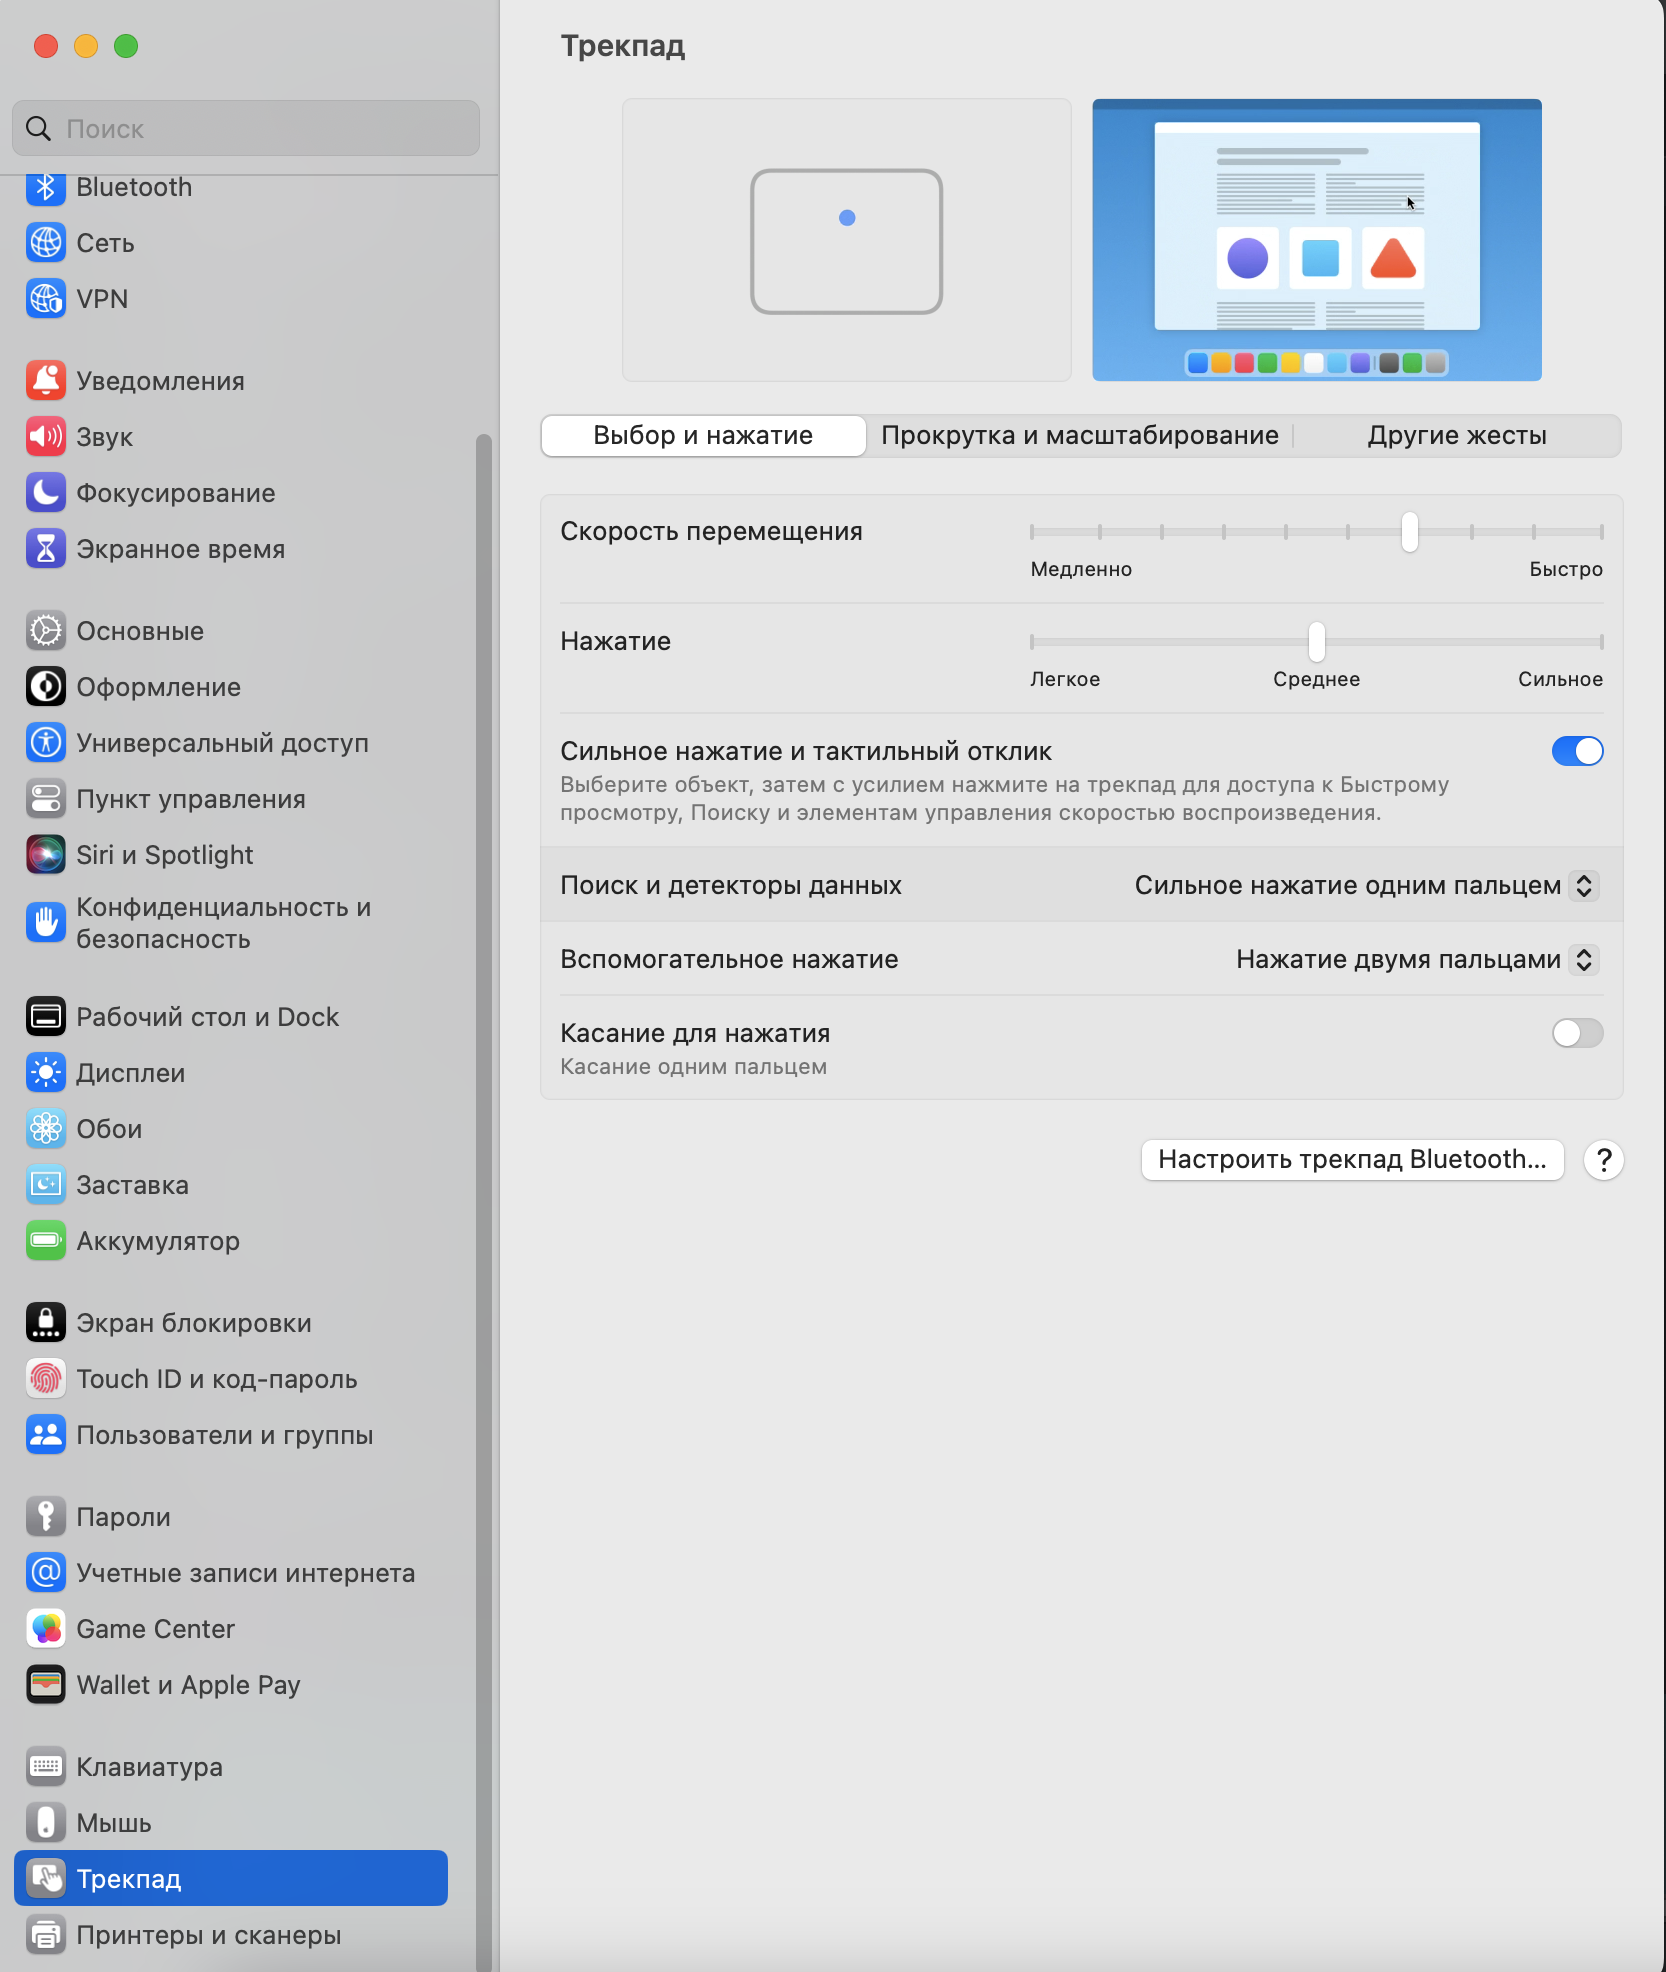 Поиск
Bluetooth
Сеть
VPN
Уведомления
Звук
Фокусирование
Экранное время
Основные
Оформление
Универсальный доступ
Пункт управления
Siri и Spotlight
Конфиденциальность и
безопасность
Рабочий стол и Dock
Дисплеи
Обои
Заставка
Аккумулятор
Экран блокировки
Touch ID и код-пароль
Пользователи и группы
Пароли
Учетные записи интернета
Game Center
Wallet и Apple Pay
Клавиатура
Мышь
Трекпад
Принтеры и сканеры
Трекпад
Выбор и нажатие Прокрутка и масштабирование Другие жесты
Скорость перемещения
Медленно Быстро
Нажатие
Легкое Среднее Сильное
Сильное нажатие и тактильный отклик
Выберите объект, затем с усилием нажмите на трекпад для доступа к Быстрому
просмотру, Поиску и элементам управления скоростью воспроизведения.
Поиск и детекторы данных Сильное нажатие одним пальцем
Вспомогательное нажатие Нажатие двумя пальцами
Касание для нажатия
Касание одним пальцем
Настроить трекпад Bluetooth... ?